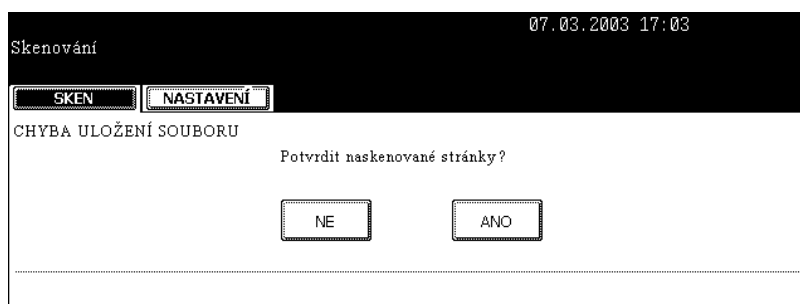 07.03.2003 17:03
Skenování
SKEN NASTAVENÍ
CHYBA ULOŽENÍ SOUBORU
Potvrdit naskenované stránky?
NE ANO